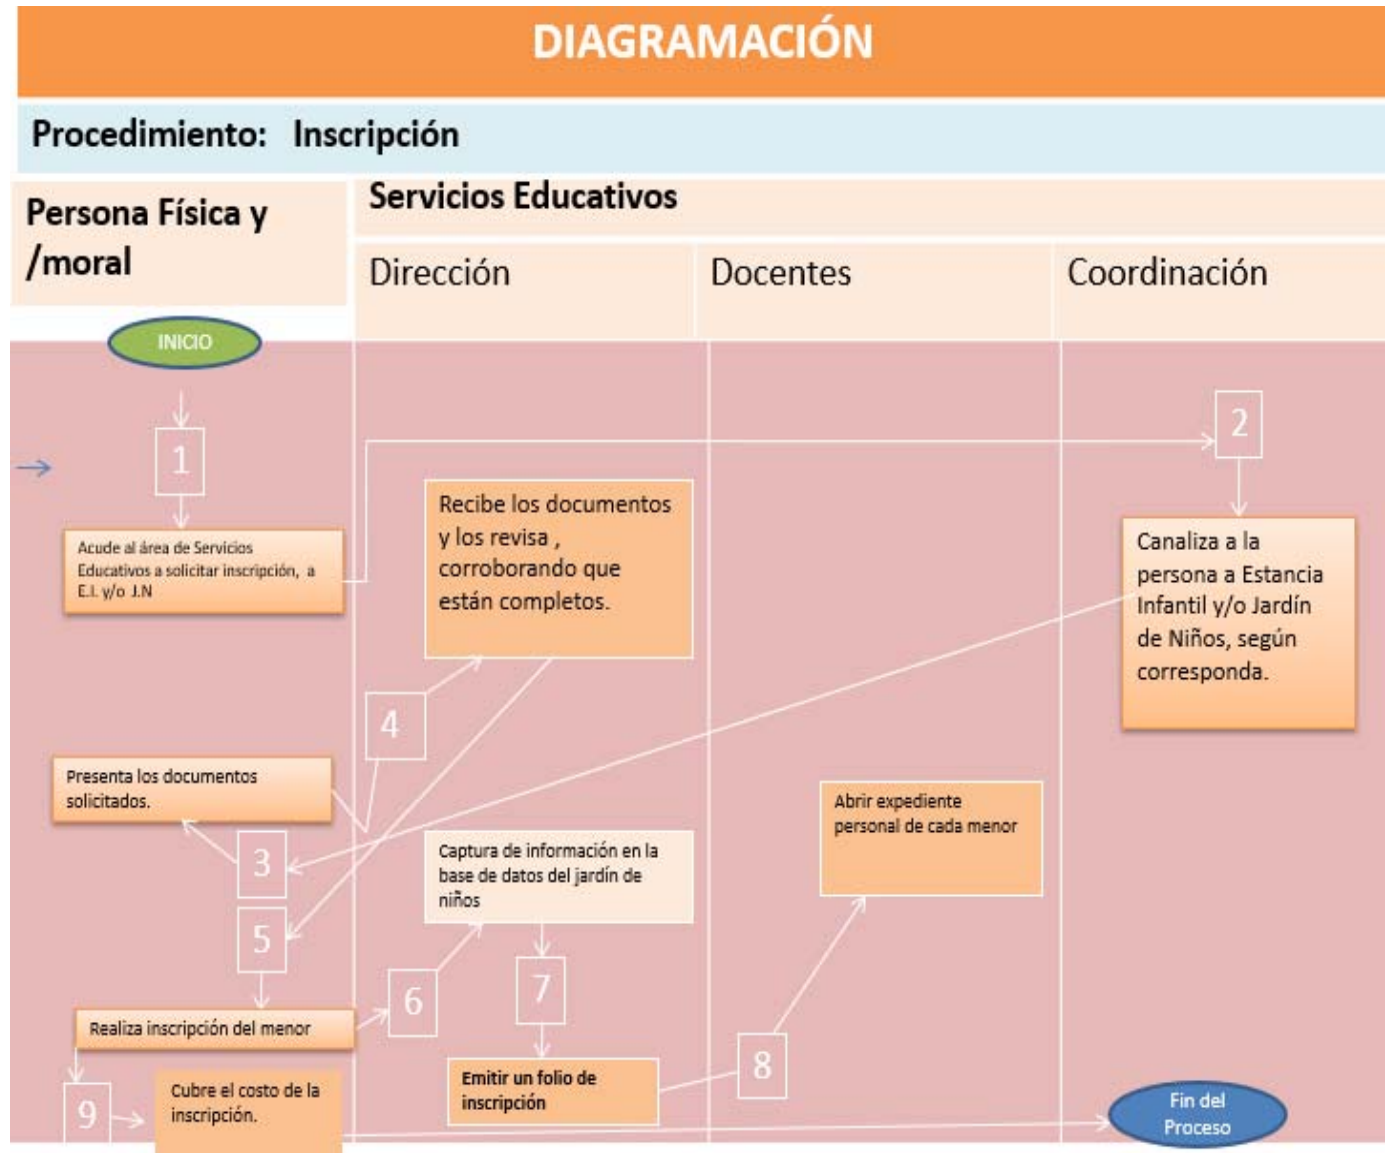 DIAGRAMACIÓN
Procedimiento: Inscripción
Persona Física y
/moral
Servicios Educativos
Dirección
Docentes
Coordinación
INICIO
1
Acude al área de Servicios
Educativos a solicitar inscripción, a
E.I. y/o J.N
2
Canaliza a la
persona a Estancia
Infantil y/o Jardín
de Niños, según
corresponda.
3
Presenta los documentos
solicitados.
4
Recibe los documentos
y los revisa ,
corroborando que
están completos.
5
Realiza inscripción del menor
6
Captura de información en la
base de datos del jardín de
niños
7
Emitir un folio de
inscripción
8
Abrir expediente
personal de cada menor
9
Cubre el costo de la
inscripción.
Fin del
Proceso